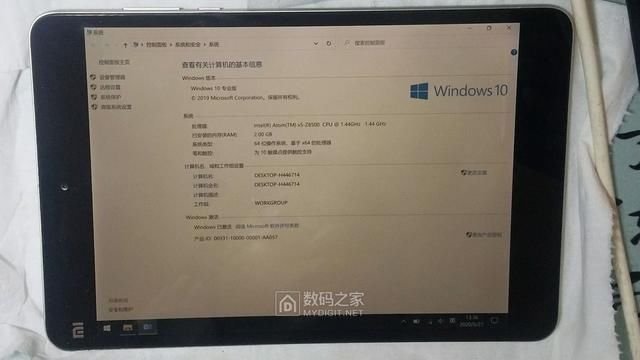 系统
控制面板 › 系统和安全 › 系统
搜索控制面板
控制面板主页
设备管理器
远程设置
系统保护
高级系统设置
查看有关计算机的基本信息
Windows 版本
Windows 10 专业版
© 2019 Microsoft Corporation。保留所有权利。
Windows 10
系统
处理器: Intel(R) Atom(TM) x5-Z8500 CPU @ 1.44GHz 1.44 GHz
已安装的内存(RAM): 2.00 GB
系统类型: 64 位操作系统, 基于 x64 的处理器
笔和触控: 为 10 触摸点提供触控支持
计算机名、域和工作组设置
计算机名: DESKTOP-H446714
更改设置
计算机全名: DESKTOP-H446714
计算机描述:
工作组: WORKGROUP
Windows 激活
Windows 已激活 阅读 Microsoft 软件许可条款
产品 ID: 00331-10000-00001-AA057
更改产品密钥
另请参阅
安全和维护
数码之家
MYDIGIT.NET
13:36
2020/5/21